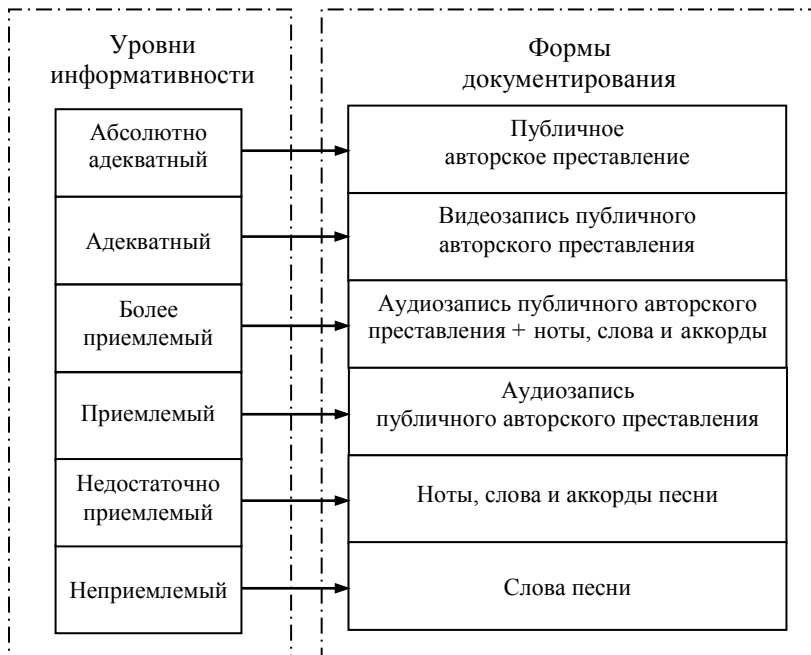 Уровни
информативности
Формы
документирования
Абсолютно
адекватный
Публичное
авторское преставление
Адекватный
Видеозапись публичного
авторского преставления
Более
приемлемый
Аудиозапись публичного авторского
преставления + ноты, слова и аккорды
Приемлемый
Аудиозапись
публичного авторского преставления
Недостаточно
приемлемый
Ноты, слова и аккорды песни
Неприемлемый
Слова песни